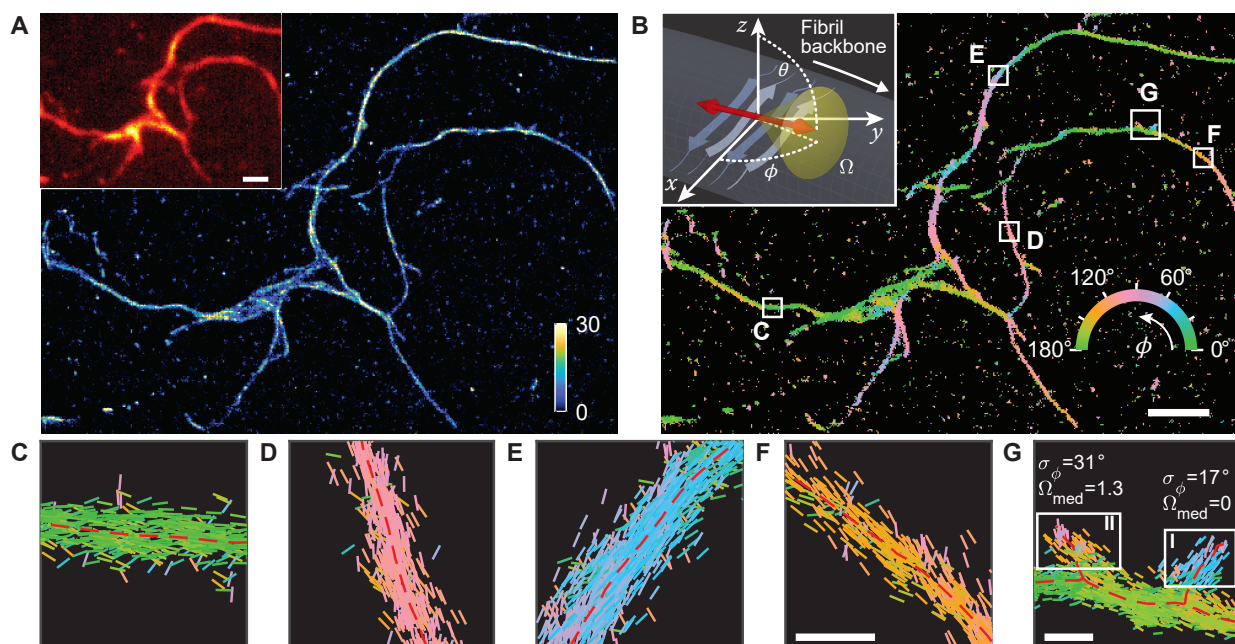 A
30
0
B
z
θ
Fibril
backbone
y
x
ϕ
Ω
E
G
F
D
C
120°
60°
180°
ϕ
0°
C
D
E
F
G
σϕ=31°
Ωmed=1.3
σϕ=17°
Ωmed=0
II
I